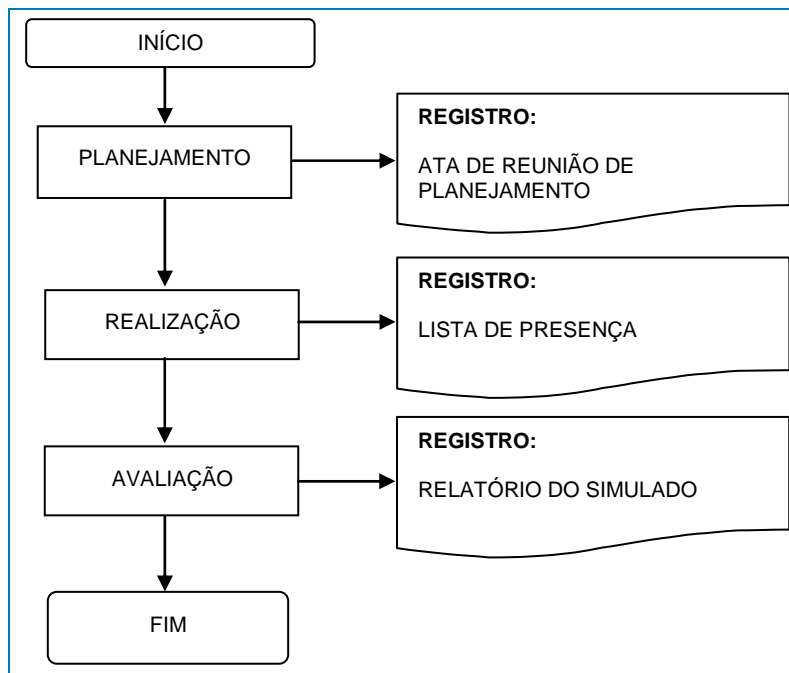 INÍCIO
PLANEJAMENTO
REGISTRO:
ATA DE REUNIÃO DE
PLANEJAMENTO
REALIZAÇÃO
REGISTRO:
LISTA DE PRESENÇA
AVALIAÇÃO
REGISTRO:
RELATÓRIO DO SIMULADO
FIM